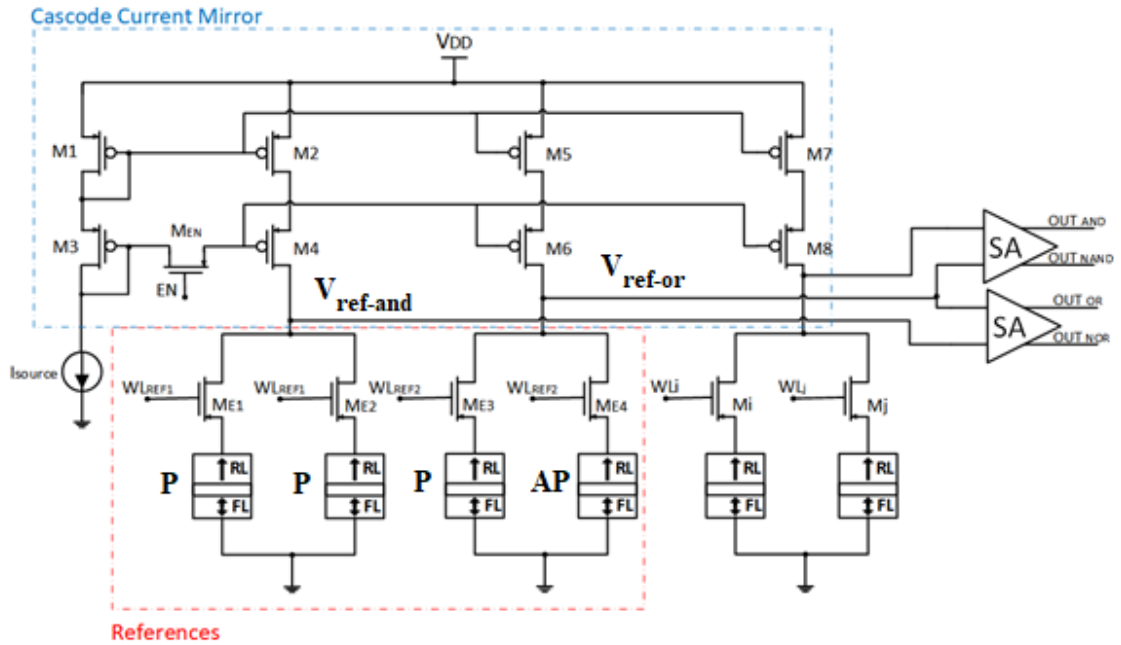 Cascode Current Mirror
VDD
M1
M2
M5
M7
M3
MEN
M4
M6
M8
EN
Vref-and
Vref-or
SA
OUT AND
OUT NAND
SA
OUT OR
OUT NOR
Isource
WLREF1
ME1
WLREF1
ME2
WLREF2
ME3
WLREF2
ME4
WLi
Mi
WLj
Mj
P
RL
FL
P
RL
FL
P
RL
FL
AP
RL
FL
RL
FL
RL
FL
References